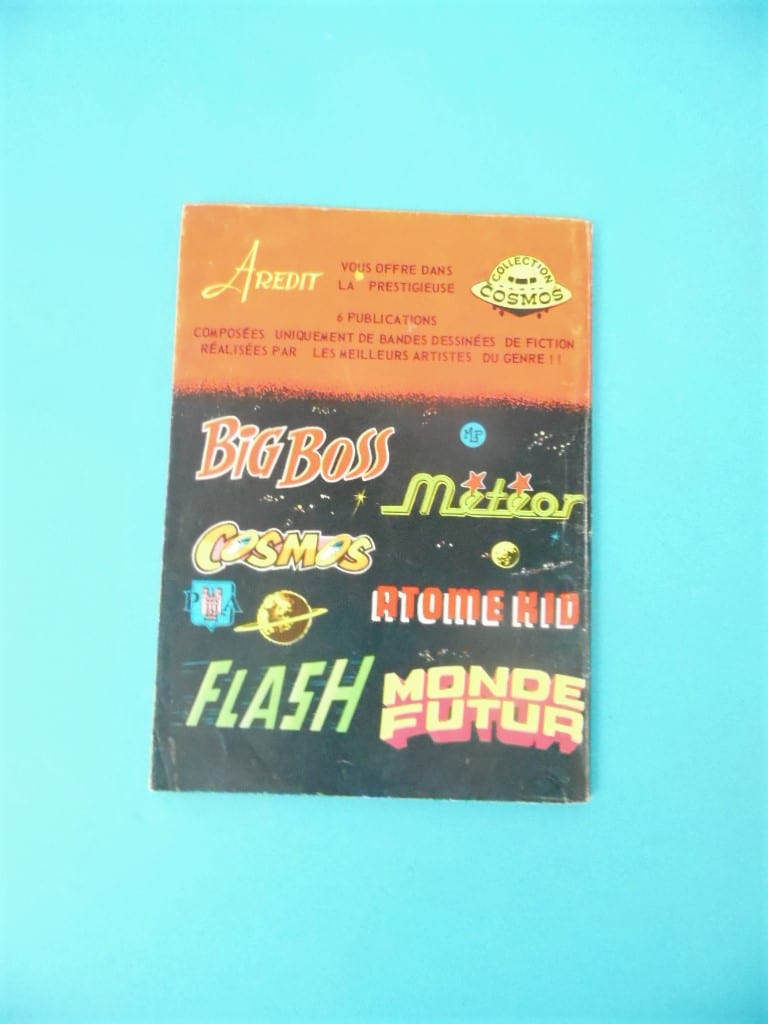 AREDIT
VOUS OFFRE DANS
LA PRESTIGIEUSE
COLLECTION
COSMOS
6 PUBLICATIONS
COMPOSÉES UNIQUEMENT DE BANDES DESSINÉES DE FICTION
RÉALISÉES PAR LES MEILLEURS ARTISTES DU GENRE !!
BIG BOSS
MLP
Météor
COSMOS
P A
ATOME KID
FLASH
MONDE
FUTUR